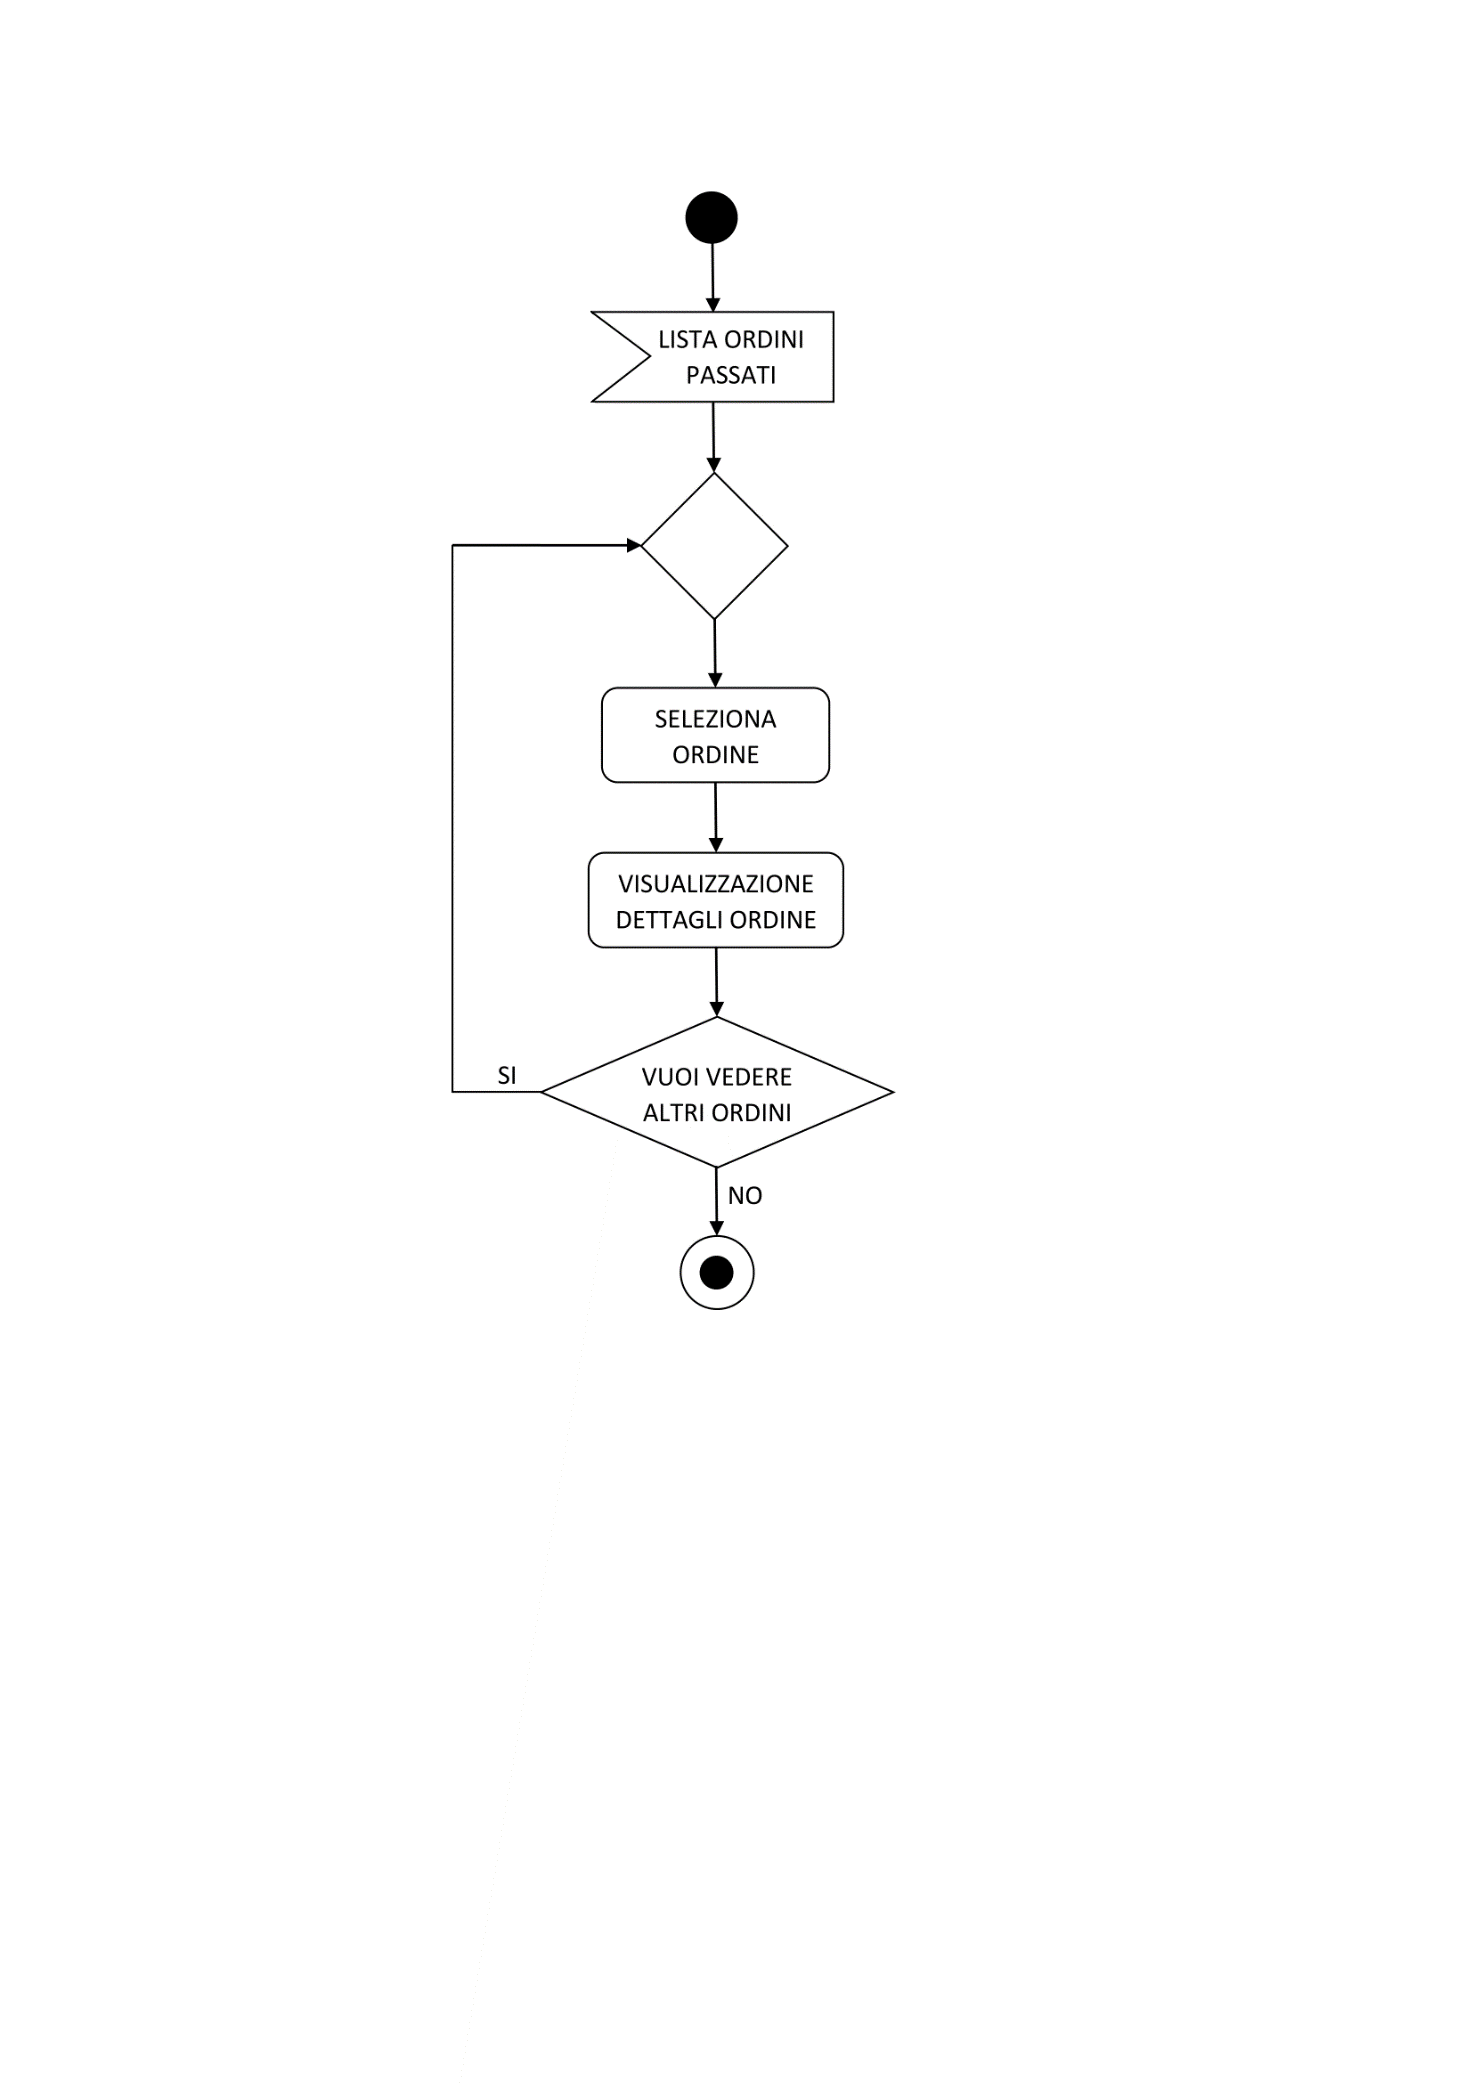 LISTA ORDINI
PASSATI
SELEZIONA
ORDINE
VISUALIZZAZIONE
DETTAGLI ORDINE
SI
VUOI VEDERE
ALTRI ORDINI
NO